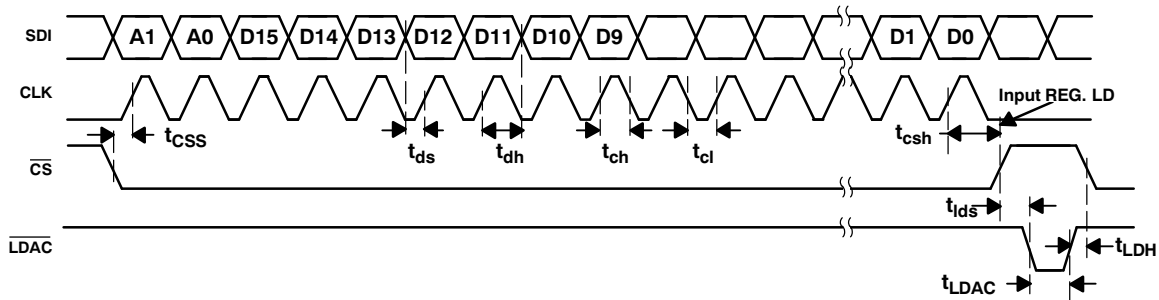 SDI A1 A0 D15 D14 D13 D12 D11 D10 D9 D1 D0
CLK
Input REG. LD
tCSS tds tdh tch tcl tcsh
CS
tlds
LDAC
tLDH
tLDAC